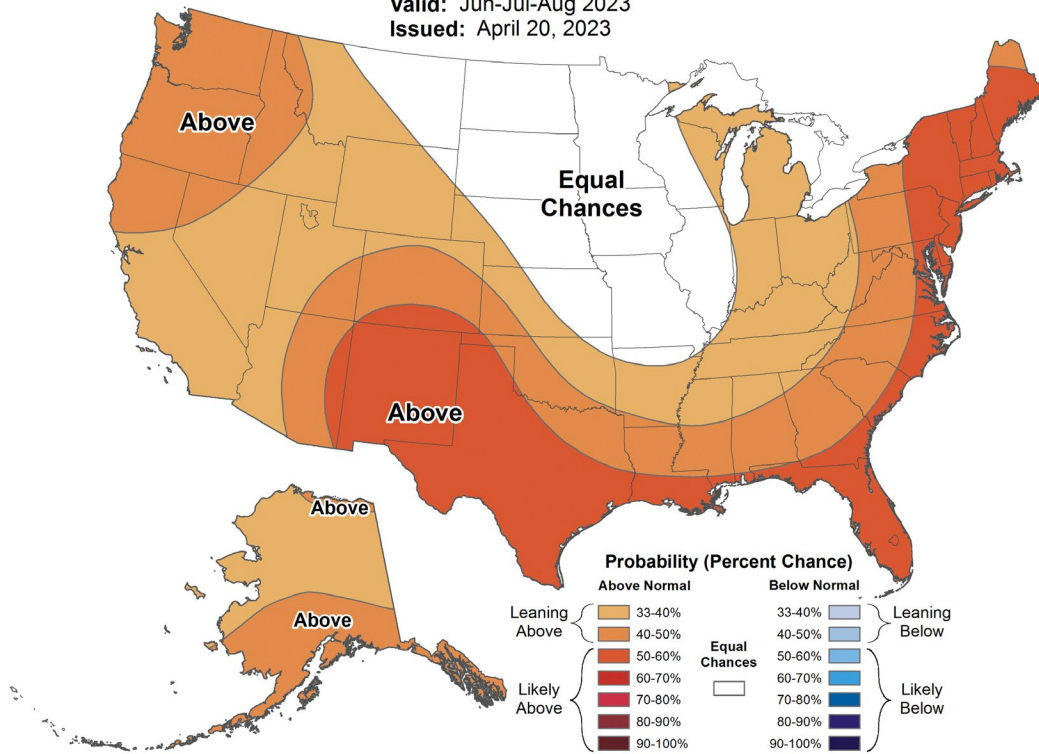 Valid: Jun-Jul-Aug 2023
Issued: April 20, 2023
Above
Equal
Chances
Above
Above
Above
Probability (Percent Chance)
Above Normal
Below Normal
Leaning
Above
33-40%
40-50%
Likely
Above
50-60%
60-70%
70-80%
80-90%
90-100%
Equal
Chances
33-40%
40-50%
Leaning
Below
50-60%
60-70%
70-80%
80-90%
90-100%
Likely
Below